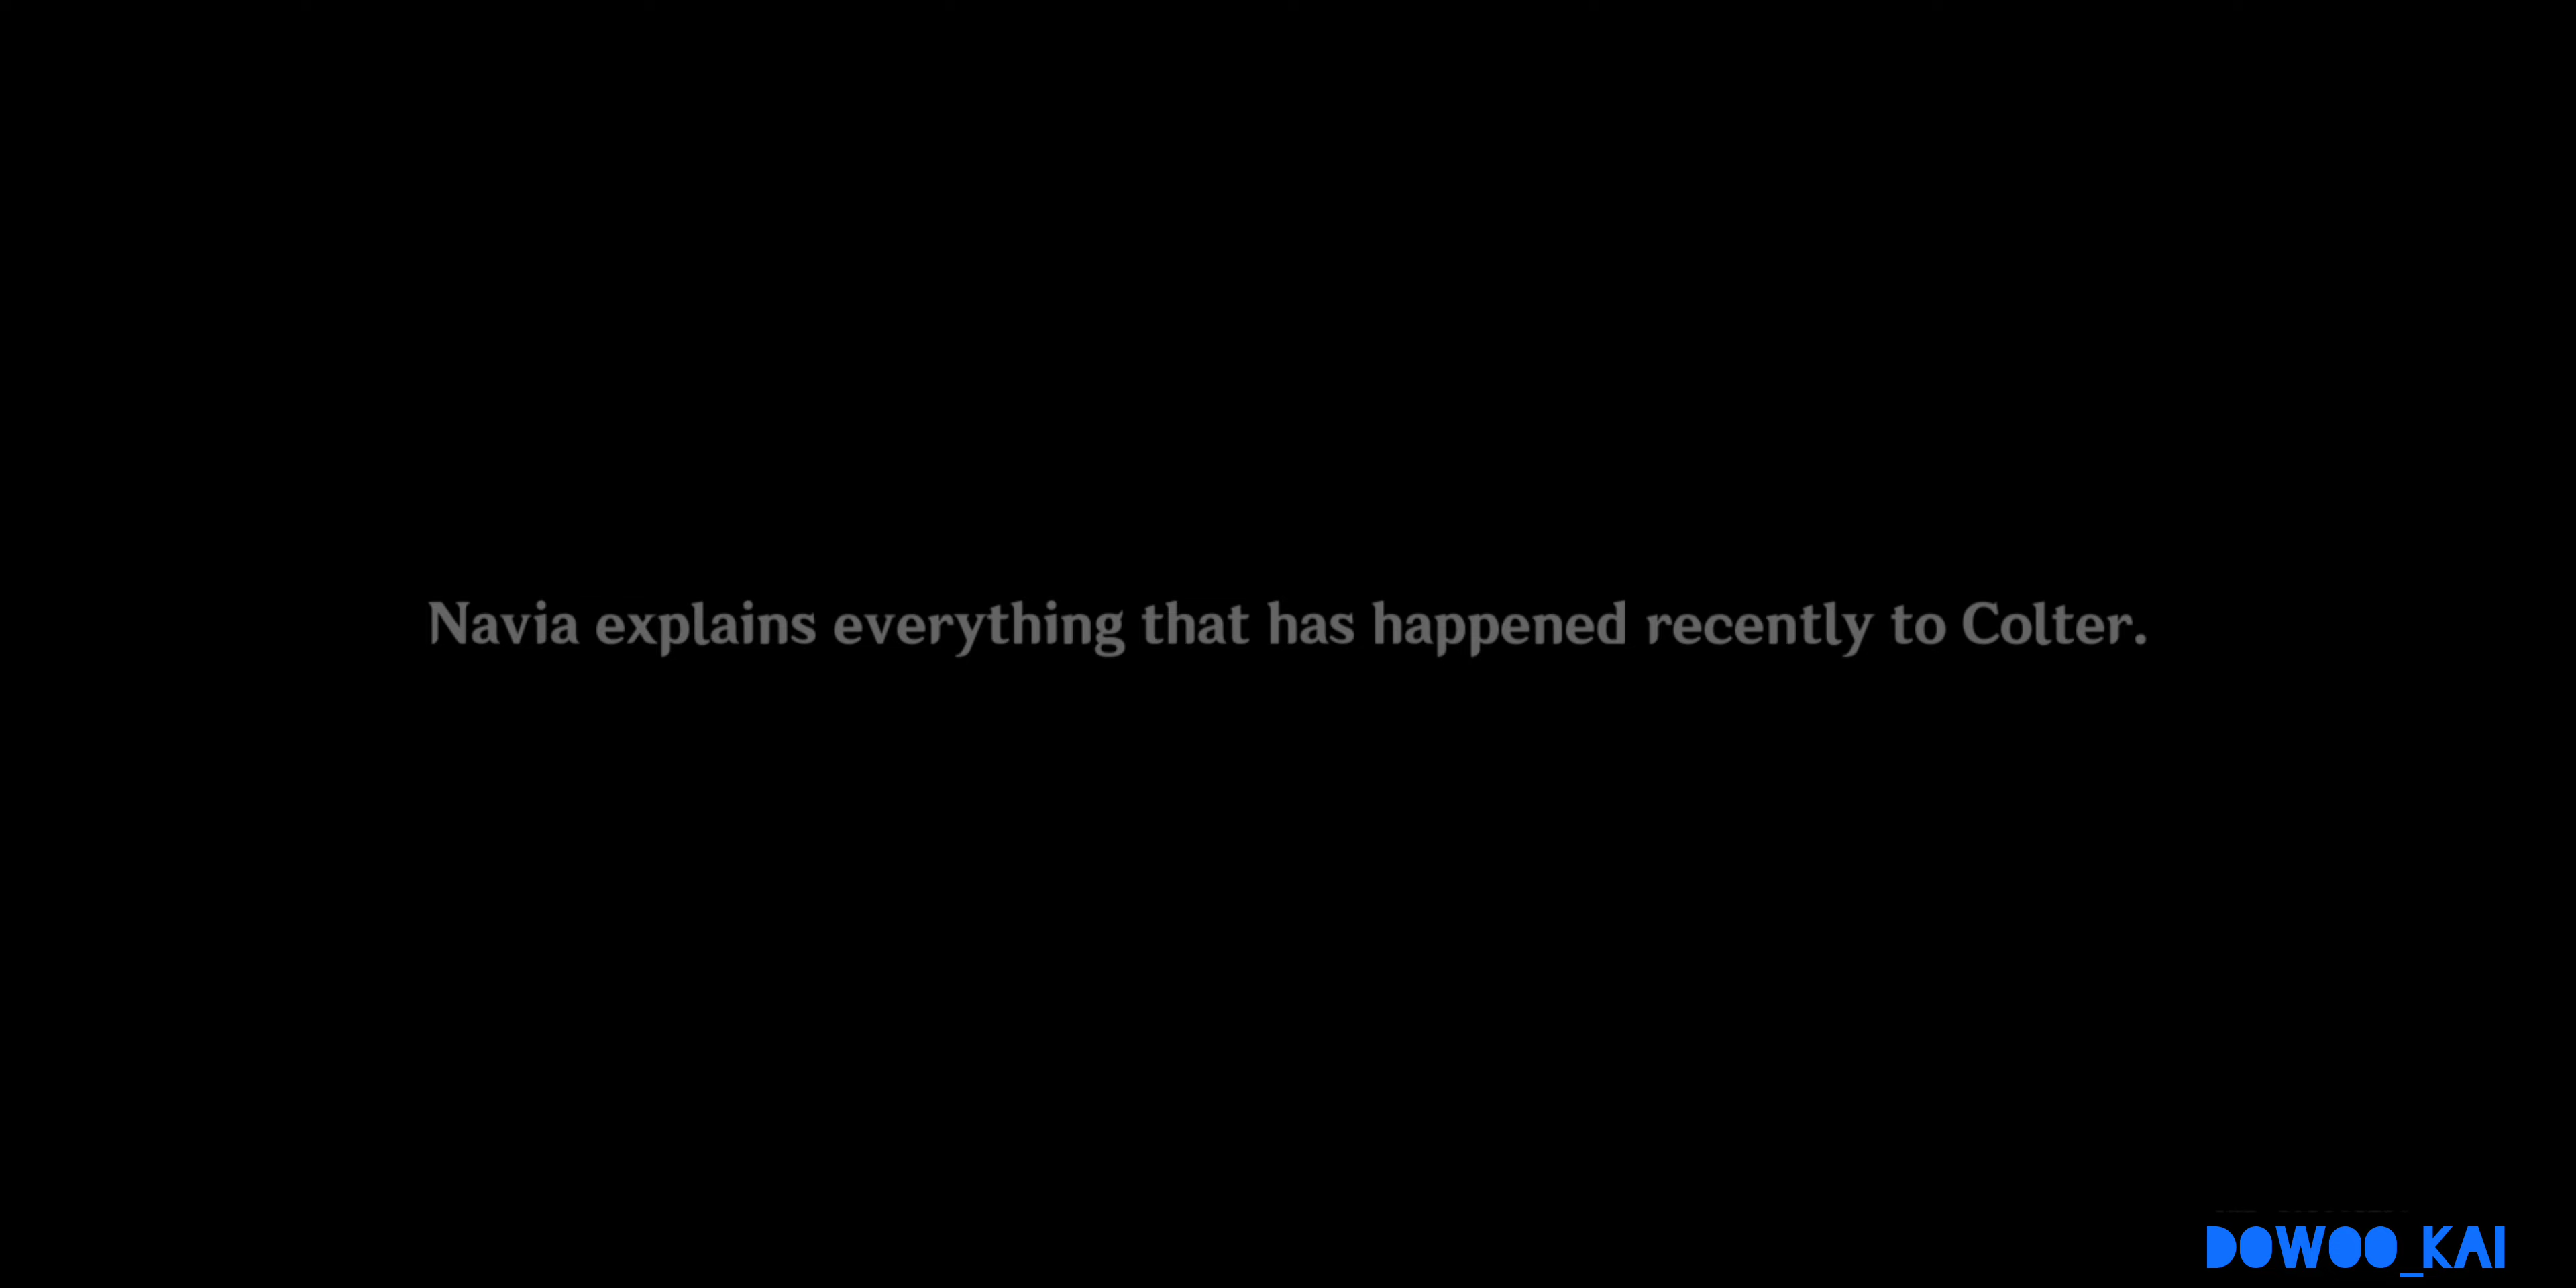 Navia explains everything that has happened recently to Colter.
DOWOO_KAI